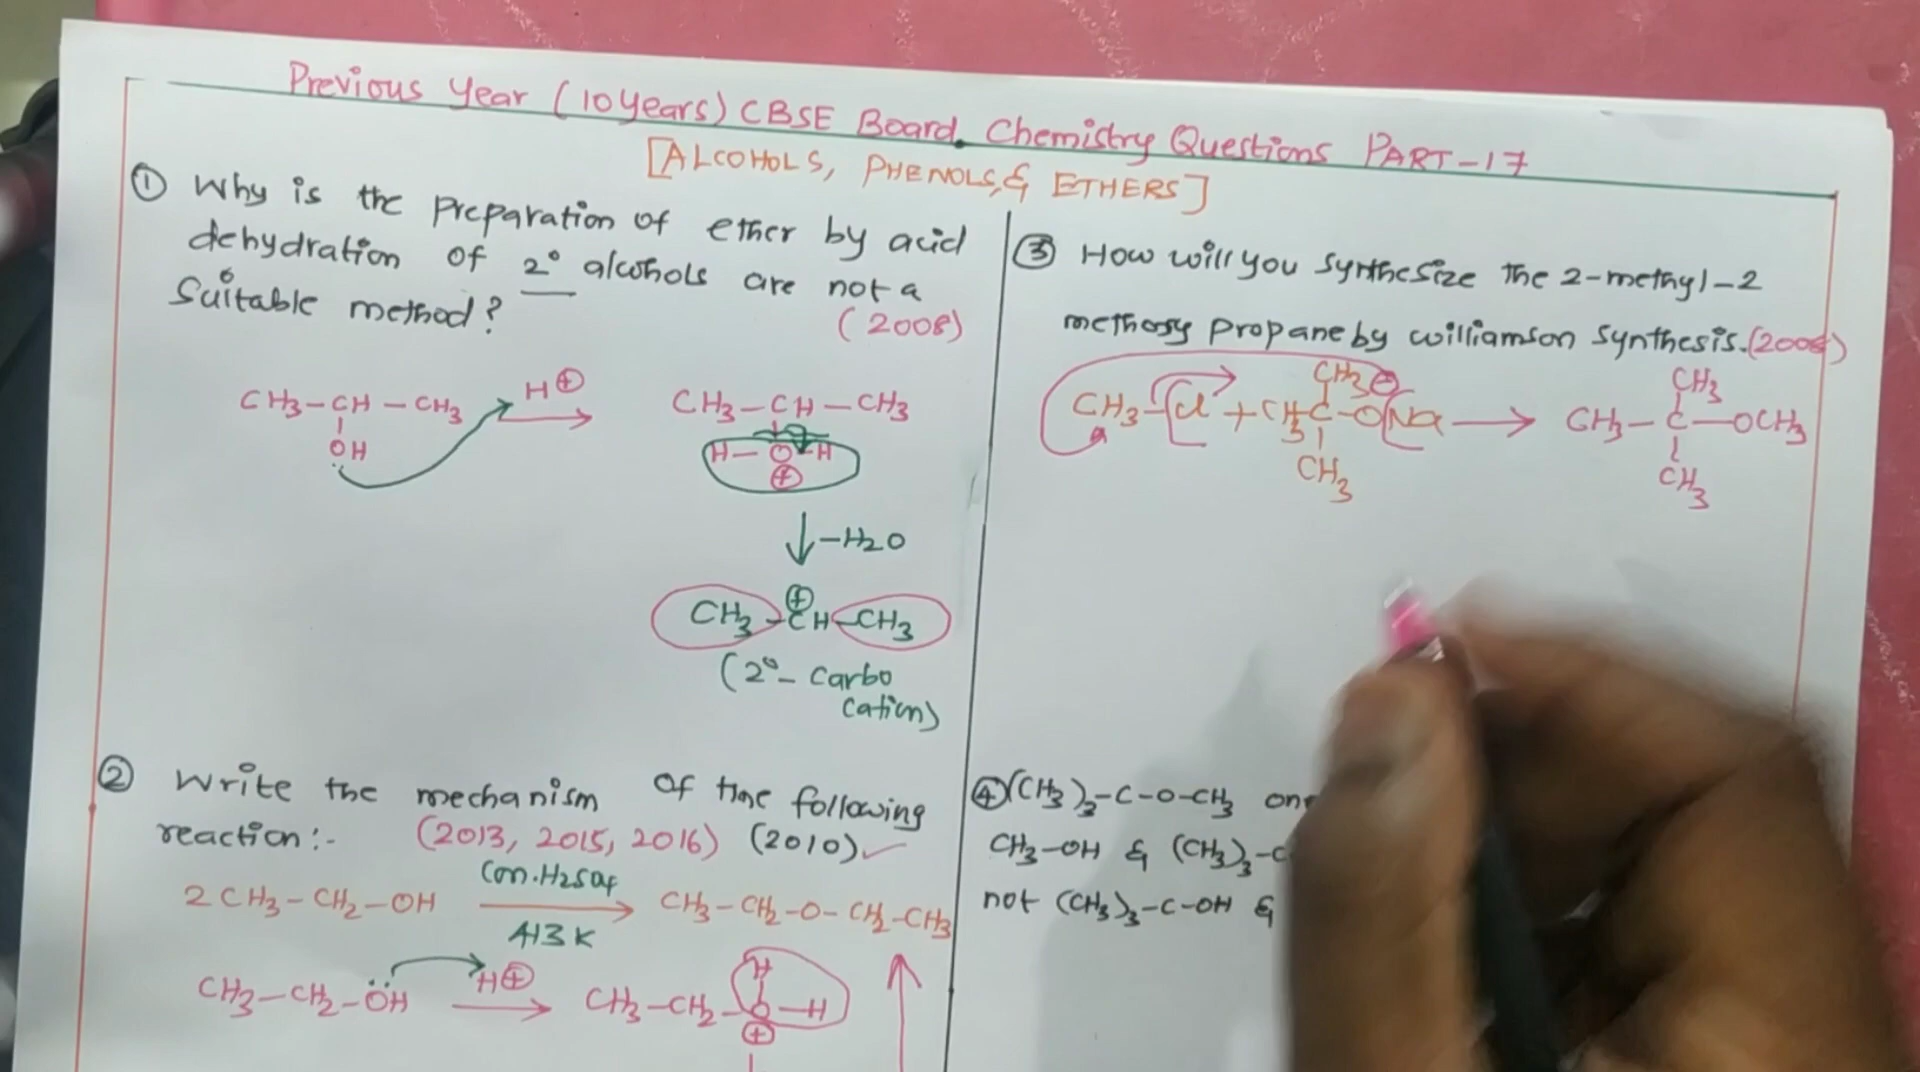 Previous Year (10 years) CBSE Board Chemistry Questions PART-17
[ALCOHOLS, PHENOLS, & ETHERS]
① Why is the preparation of ether by acid
dehydration of 2° alcohols are not a
Suitable method? (2008)
CH3-CH-CH3 H⊕ → CH3-CH-CH3
OH
H-O-H
⊕
↓ -H2O
⊕
CH3-CH-CH3
(2°- Carbo
cation)
② Write the mechanism of the following
reaction:- (2013, 2015, 2016) (2010) ✓
Con. H2SO4
2 CH3-CH2-OH → CH3-CH2-O-CH2-CH3
413 K
CH3-CH2-ÖH H⊕ → CH3-CH2-O-H
H
⊕
③ How will you synthesize the 2-methyl-2
methoxy propane by williamson synthesis.
CH3 ⊖ CH3
CH3-Cl + CH3-C-ONa → CH3-C-OCH3
CH3 CH3
④ (CH3)3-C-O-CH3
CH3-OH & (CH3)3-C
not (CH3)3-C-OH &